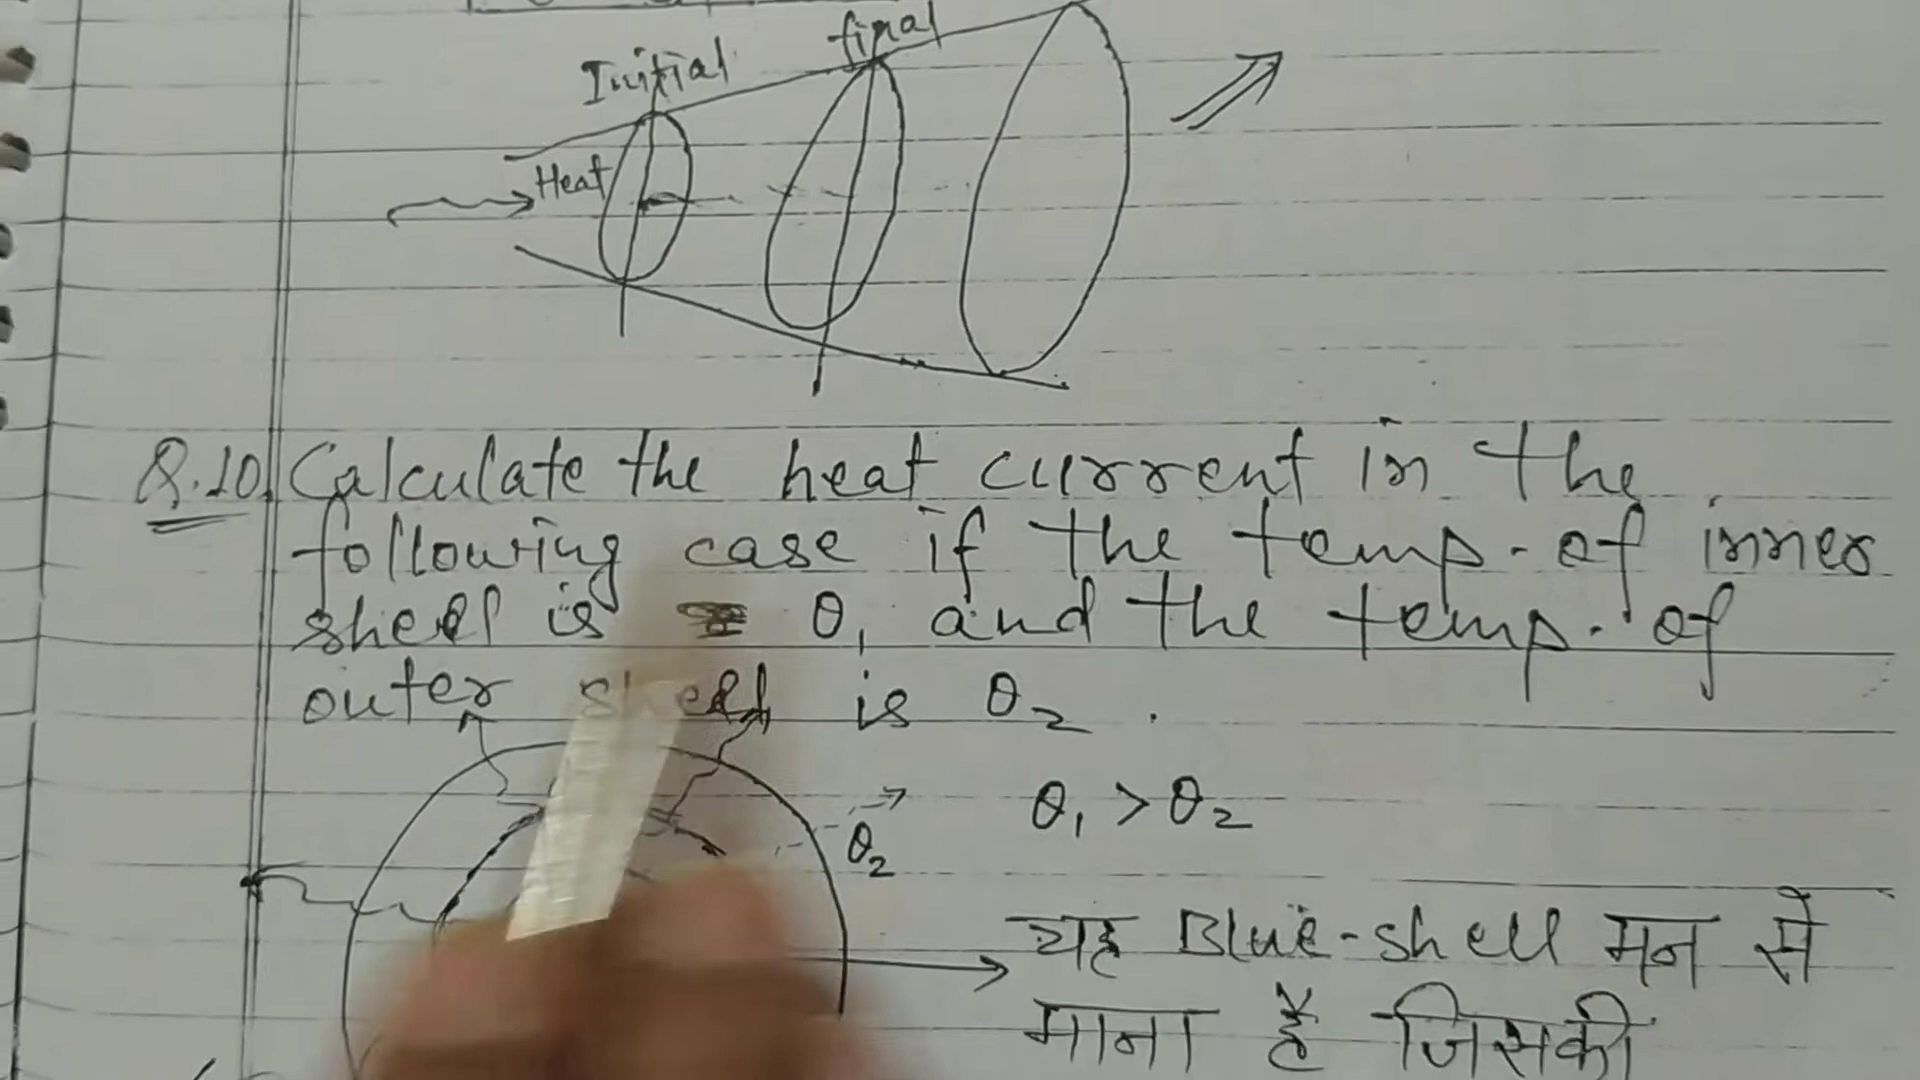 Initial
final
Heat
Q.10 Calculate the heat current in the
following case if the temp. of inner
shell is θ₁ and the temp. of
outer shell is θ₂ .
θ₁ > θ₂
θ₂
यह Blue-shell मन से
माना है जिसकी